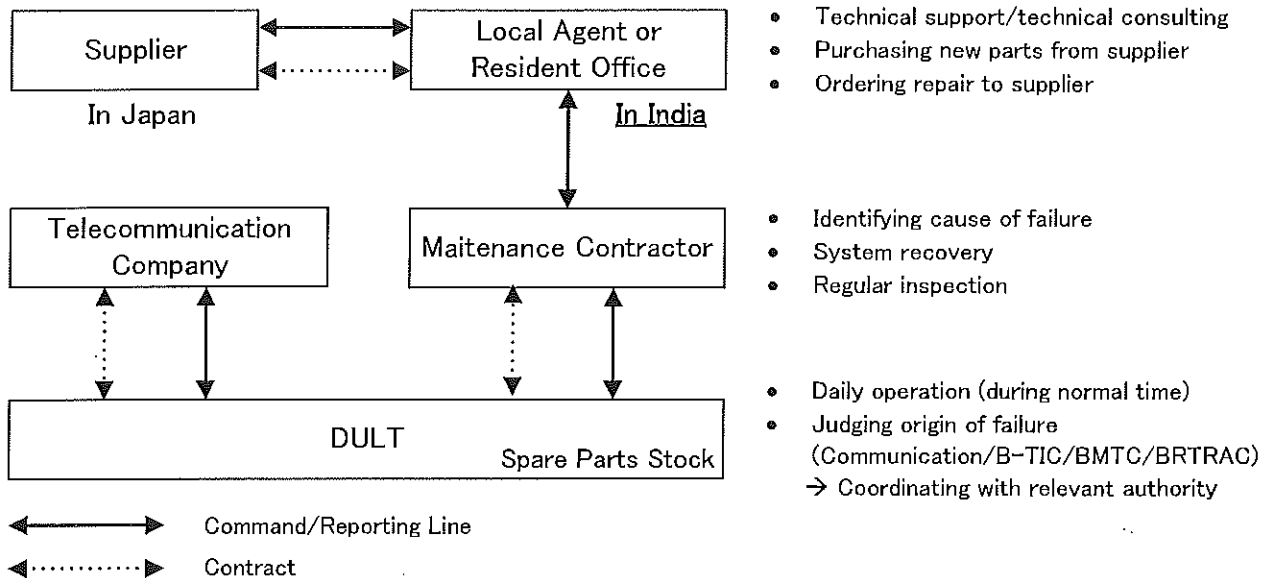 Supplier
Local Agent or
Resident Office
In Japan
In India
• Technical support/technical consulting
• Purchasing new parts from supplier
• Ordering repair to supplier
Telecommunication
Company
Maitenance Contractor
• Identifying cause of failure
• System recovery
• Regular inspection
DULT
Spare Parts Stock
• Daily operation (during normal time)
• Judging origin of failure
(Communication/B-TIC/BMTC/BRTRAC)
→ Coordinating with relevant authority
Command/Reporting Line
Contract